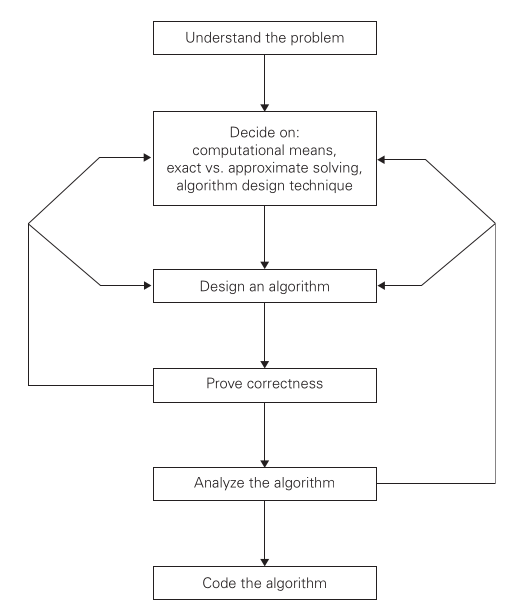 Understand the problem
Decide on:
computational means,
exact vs. approximate solving,
algorithm design technique
Design an algorithm
Prove correctness
Analyze the algorithm
Code the algorithm